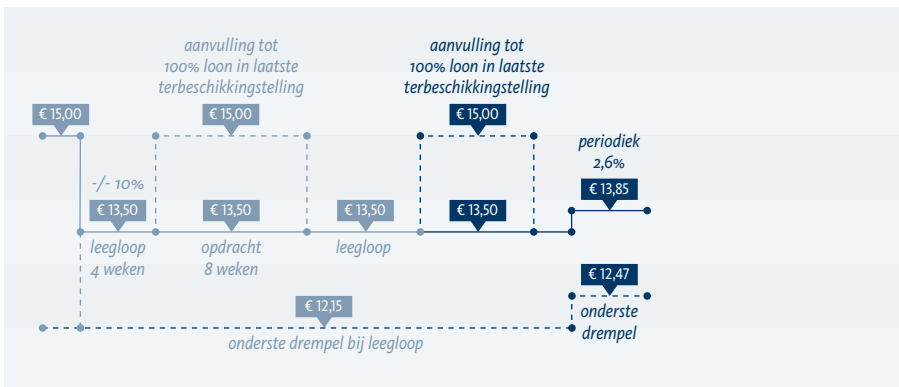 aanvulling tot
100% loon in laatste
terbeschikkingstelling
aanvulling tot
100% loon in laatste
terbeschikkingstelling
€ 15,00
€ 15,00
€ 15,00
periodiek
2,6%
-/- 10%
€ 13,85
€ 13,50
€ 13,50
€ 13,50
€ 13,50
leegloop
4 weken
opdracht
8 weken
leegloop
€ 12,47
€ 12,15
onderste
drempel
onderste drempel bij leegloop